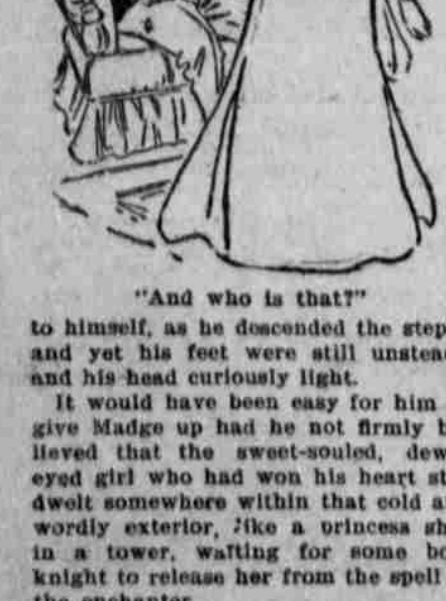 "And who is that?"
to himself, as he descended the step
and yet his feet were still unstea
and his head curiously light.
It would have been easy for him
give Madge up had he not firmly b
lieved that the sweet-souled, dew
eyed girl who had won his heart st
dwelt somewhere within that cold a
wordly exterior, like a princess sh
in a tower, waiting for some bo
knight to release her from the spell
the enchanter